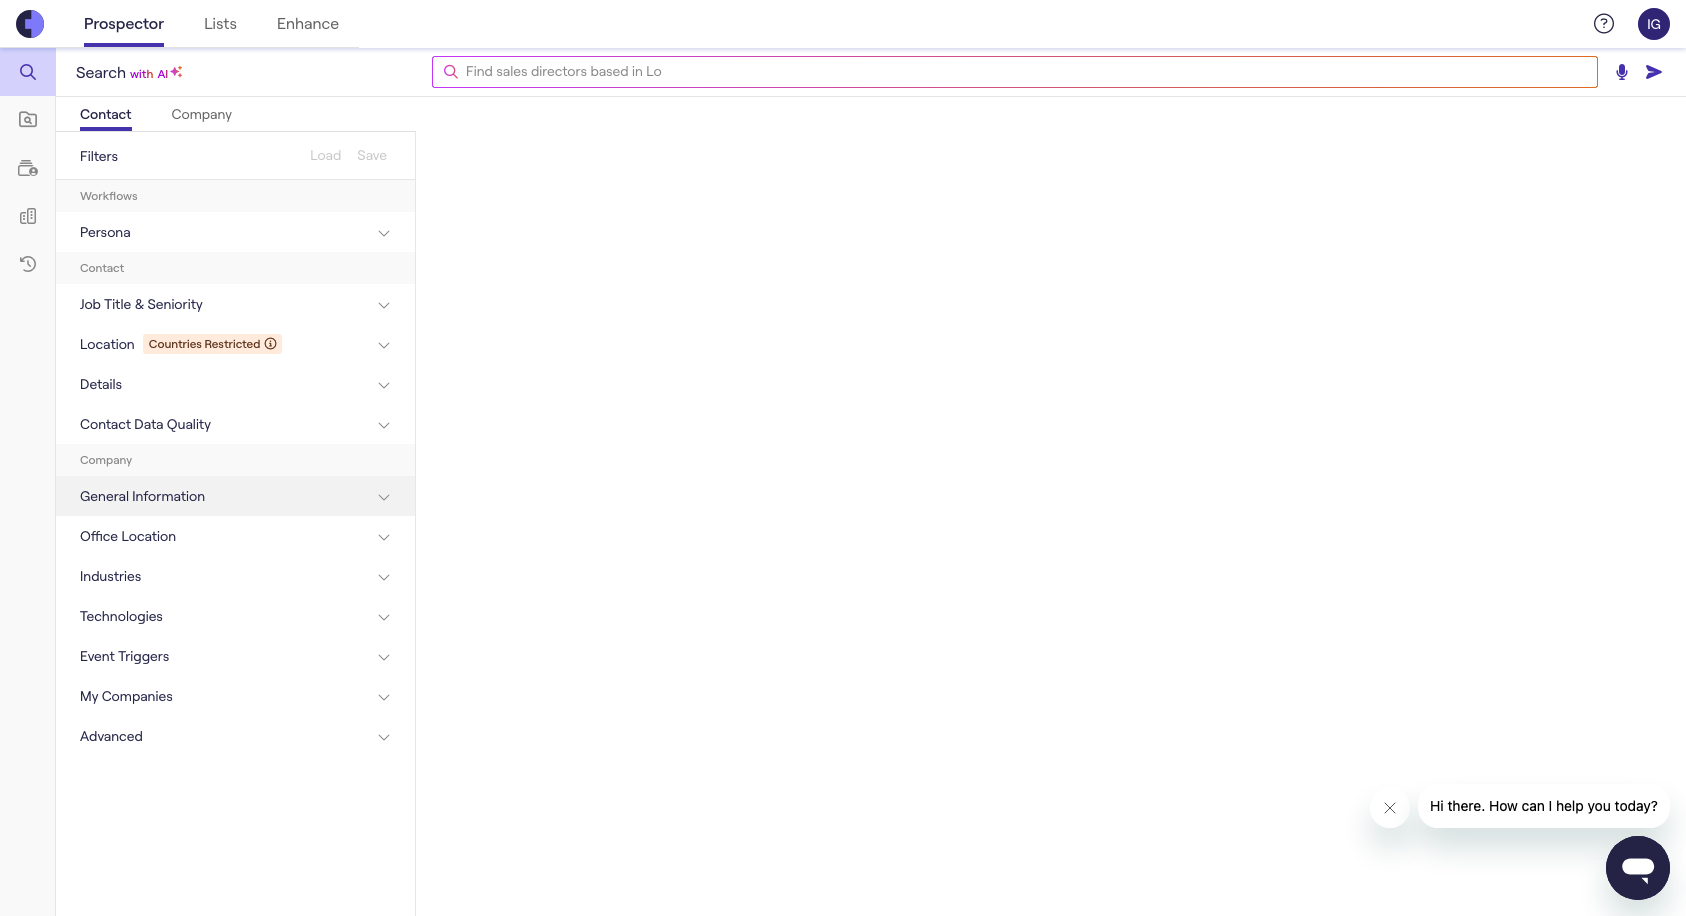 Prospector
Lists
Enhance
IG
Search with AI
Find sales directors based in Lo
Contact
Company
Filters
Load
Save
Workflows
Persona
Contact
Job Title & Seniority
Location
Countries Restricted
Details
Contact Data Quality
Company
General Information
Office Location
Industries
Technologies
Event Triggers
My Companies
Advanced
Hi there. How can I help you today?